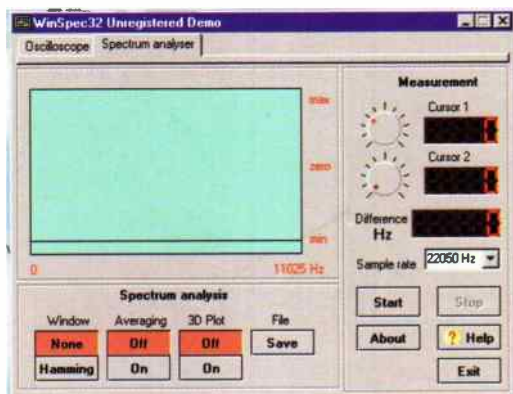 WinSpec32 Unregistered Demo
Oscilloscope Spectrum analyser
max
zero
min
0 11025 Hz
Measurement
Cursor 1
Cursor 2
Difference
Hz
Sample rate 22050 Hz
Start Stop
About ? Help
Exit
Spectrum analysis
Window Averaging 3D Plot File
None Off Off Save
Hamming On On